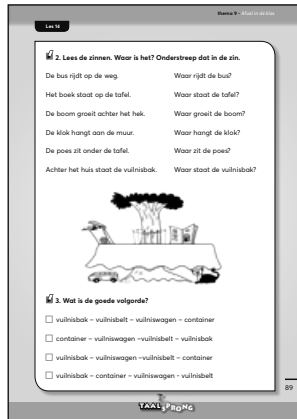 thema 9 - Afval in de klas
Les 14
2. Lees de zinnen. Waar is het? Onderstreep dat in de zin.
De bus rijdt op de weg. Waar rijdt de bus?
Het boek staat op de tafel. Waar staat de tafel?
De boom groeit achter het hek. Waar groeit de boom?
De klok hangt aan de muur. Waar hangt de klok?
De poes zit onder de tafel. Waar zit de poes?
Achter het huis staat de vuilnisbak. Waar staat de vuilnisbak?
3. Wat is de goede volgorde?
vuilnisbak – vuilnisbelt – vuilniswagen – container
container – vuilniswagen –vuilnisbelt – vuilnisbak
vuilnisbak – vuilniswagen –vuilnisbelt – container
vuilnisbak – container – vuilniswagen - vuilnisbelt
89
TAALSPRONG